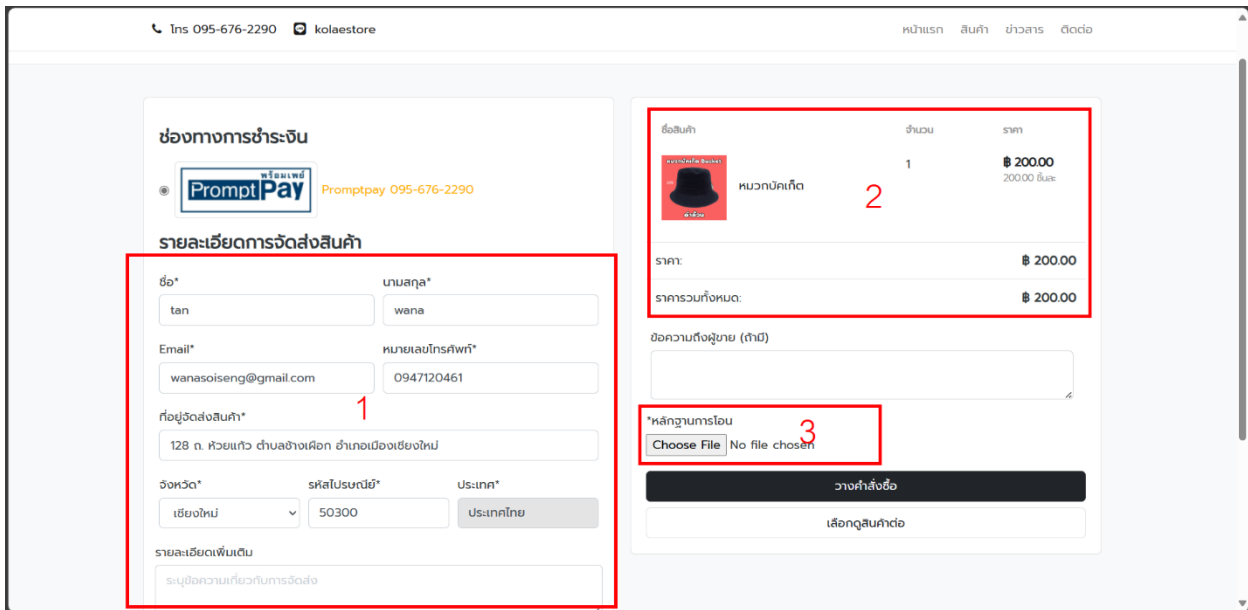 โทร 095-676-2290 kolaestore หน้าแรก สินค้า ข่าวสาร ติดต่อ
ช่องทางการชำระงิน
พร้อมเพย์
PromptPay
Promptpay 095-676-2290
รายละเอียดการจัดส่งสินค้า
ชื่อ* นามสกุล*
tan wana
Email* หมายเลขโทรศัพท์*
wanasoiseng@gmail.com 0947120461
1
ที่อยู่จัดส่งสินค้า*
128 ถ. ห้วยแก้ว ตำบลช้างเผือก อำเภอเมืองเชียงใหม่
จังหวัด* รหัสไปรษณีย์* ประเทศ*
เชียงใหม่ 50300 ประเทศไทย
รายละเอียดเพิ่มเติม
ระบุข้อความเกี่ยวกับการจัดส่ง
ชื่อสินค้า จำนวน ราคา
หมวกบัคเก็ต Bucket
ผ้าด้วน
หมวกบัคเก็ต 1 ฿ 200.00
200.00 ชิ้นละ
2
ราคา: ฿ 200.00
ราคารวมทั้งหมด: ฿ 200.00
ข้อความถึงผู้ขาย (ถ้ามี)
*หลักฐานการโอน
3
Choose File No file chosen
วางคำสั่งซื้อ
เลือกดูสินค้าต่อ